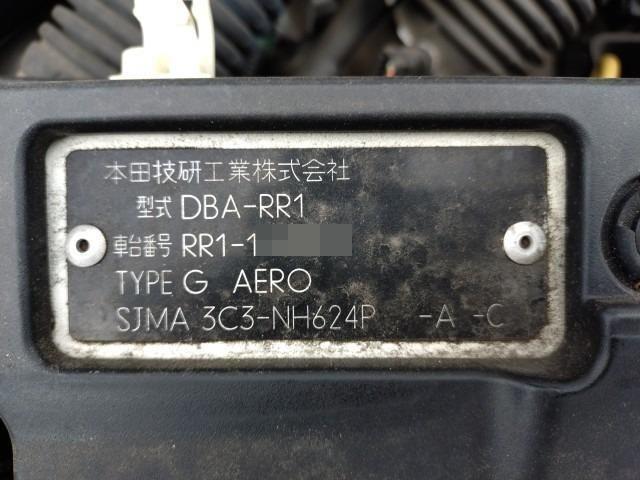 本田技研工業株式会社
型式 DBA-RR1
車台番号 RR1-1
TYPE G AERO
SJMA 3C3-NH624P -A -C